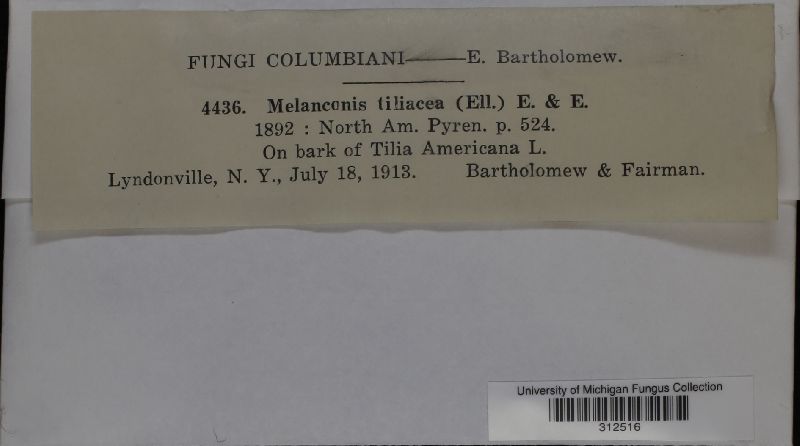 FUNGI COLUMBIANI——E. Bartholomew.
4436. Melanconis tiliacea (Ell.) E. & E.
1892 : North Am. Pyren. p. 524.
On bark of Tilia Americana L.
Lyndonville, N. Y., July 18, 1913. Bartholomew & Fairman.
University of Michigan Fungus Collection
312516